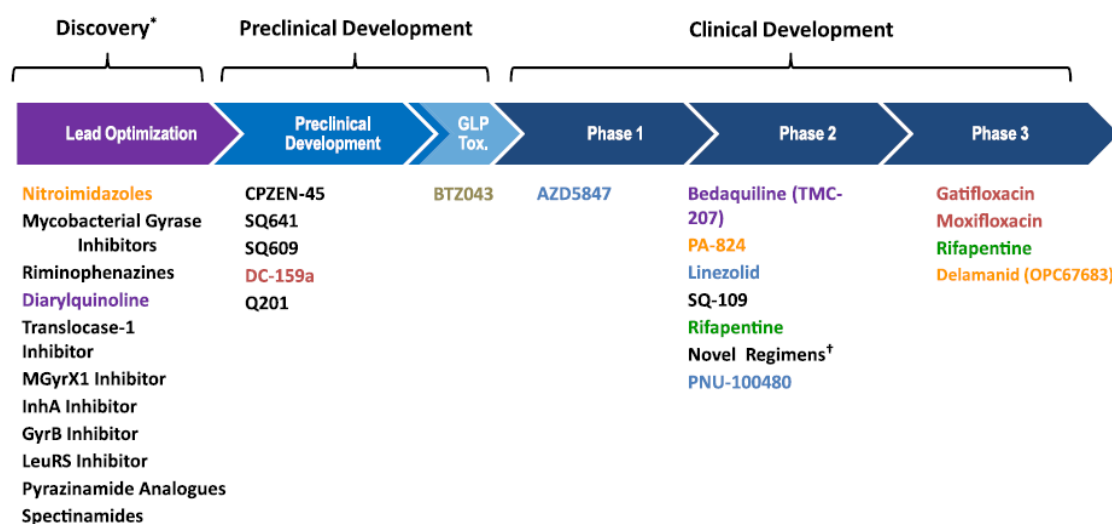 Discovery*
Preclinical Development
Clinical Development
Lead Optimization
Preclinical
Development
GLP
Tox.
Phase 1
Phase 2
Phase 3
Nitroimidazoles
Mycobacterial Gyrase
Inhibitors
Riminophenazines
Diarylquinoline
Translocase-1
Inhibitor
MGyrX1 Inhibitor
InhA Inhibitor
GyrB Inhibitor
LeuRS Inhibitor
Pyrazinamide Analogues
Spectinamides
CPZEN-45
SQ641
SQ609
DC-159a
Q201
BTZ043
AZD5847
Bedaquiline (TMC-
207)
PA-824
Linezolid
SQ-109
Rifapentine
Novel Regimens†
PNU-100480
Gatifloxacin
Moxifloxacin
Rifapentine
Delamanid (OPC67683)